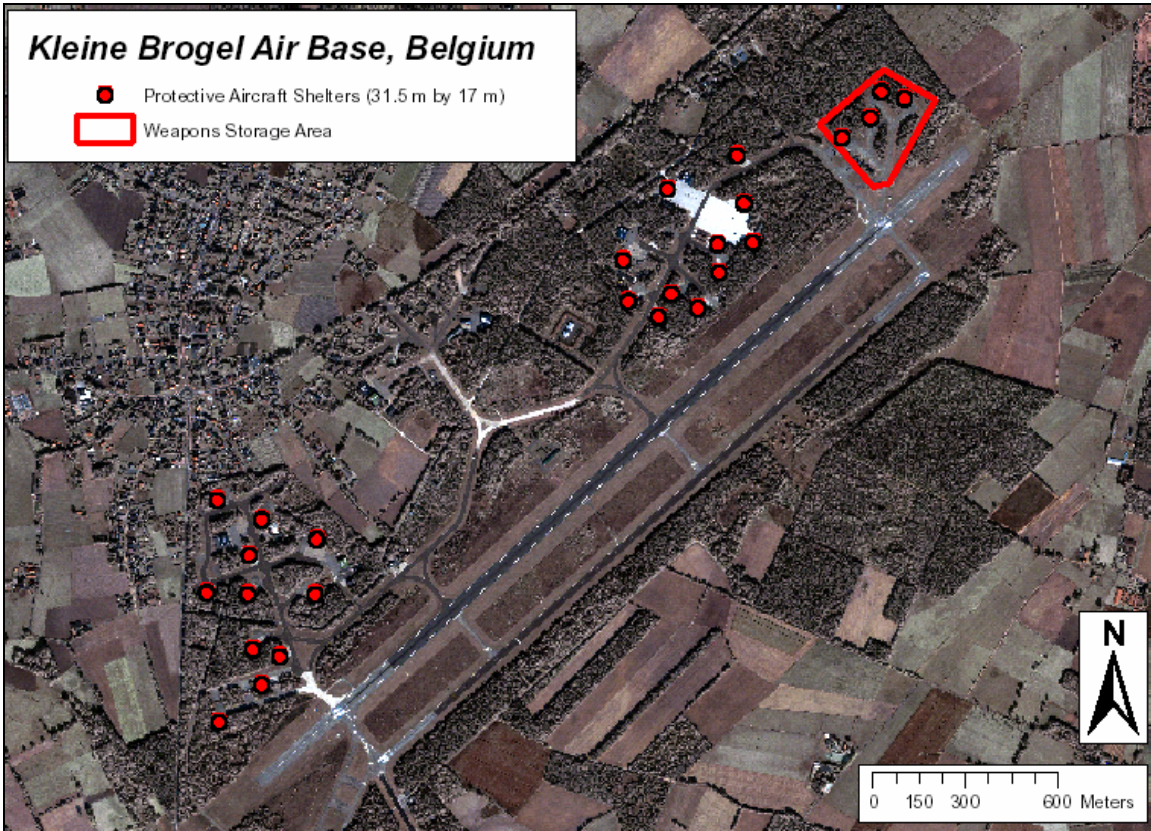 Kleine Brogel Air Base, Belgium
Protective Aircraft Shelters (31.5 m by 17 m)
Weapons Storage Area
N
0 150 300 600 Meters